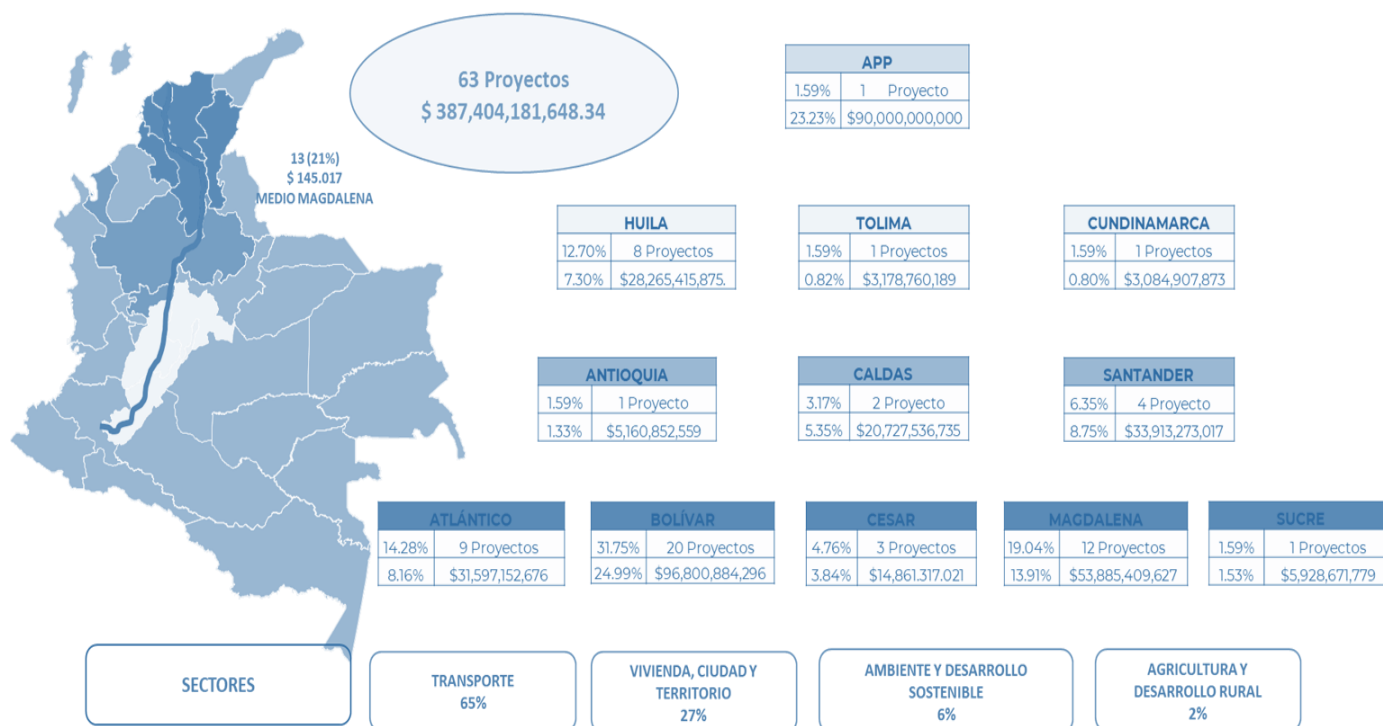 63 Proyectos
$ 387,404,181,648.34
APP
1.59% 1 Proyecto
23.23% $90,000,000,000
13 (21%)
$ 145.017
MEDIO MAGDALENA
HUILA
12.70% 8 Proyectos
7.30% $28,265,415,875.
TOLIMA
1.59% 1 Proyectos
0.82% $3,178,760,189
CUNDINAMARCA
1.59% 1 Proyectos
0.80% $3,084,907,873
ANTIOQUIA
1.59% 1 Proyecto
1.33% $5,160,852,559
CALDAS
3.17% 2 Proyecto
5.35% $20,727,536,735
SANTANDER
6.35% 4 Proyecto
8.75% $33,913,273,017
ATLÁNTICO
14.28% 9 Proyectos
8.16% $31,597,152,676
BOLÍVAR
31.75% 20 Proyectos
24.99% $96,800,884,296
CESAR
4.76% 3 Proyectos
3.84% $14,861.317.021
MAGDALENA
19.04% 12 Proyectos
13.91% $53,885,409,627
SUCRE
1.59% 1 Proyectos
1.53% $5,928,671,779
SECTORES
TRANSPORTE
65%
VIVIENDA, CIUDAD Y
TERRITORIO
27%
AMBIENTE Y DESARROLLO
SOSTENIBLE
6%
AGRICULTURA Y
DESARROLLO RURAL
2%